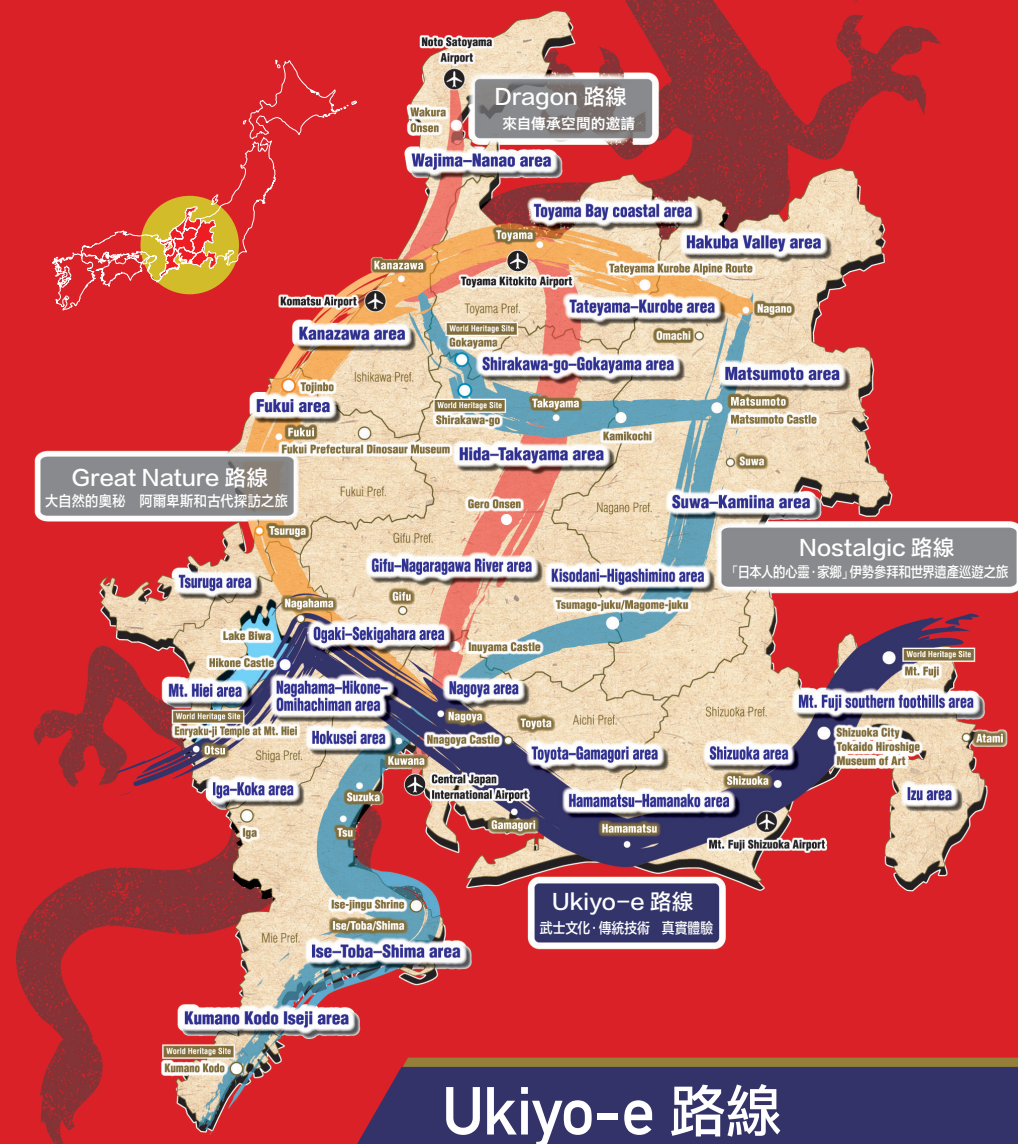 Noto Satoyama
Airport
Dragon 路線
來自傳承空間的邀請
Wakura
Onsen
Wajima–Nanao area
Toyama Bay coastal area
Toyama
Hakuba Valley area
Kanazawa
Toyama Kitokito Airport
Tateyama Kurobe Alpine Route
Komatsu Airport
Toyama Pref.
Tateyama–Kurobe area
Nagano
Kanazawa area
World Heritage Site
Gokayama
Omachi
Shirakawa-go–Gokayama area
Ishikawa Pref.
Matsumoto area
Tojinbo
Fukui area
World Heritage Site
Shirakawa-go
Takayama
Matsumoto
Matsumoto Castle
Kamikochi
Fukui
Fukui Prefectural Dinosaur Museum
Hida–Takayama area
Suwa
Great Nature 路線
大自然的奧秘 阿爾卑斯和古代探訪之旅
Fukui Pref.
Gero Onsen
Nagano Pref.
Suwa–Kamiina area
Tsuruga
Gifu Pref.
Nostalgic 路線
「日本人的心靈·家鄉」伊勢參拜和世界遺產巡遊之旅
Tsuruga area
Gifu–Nagaragawa River area
Kisodani–Higashimino area
Gifu
Nagahama
Tsumago-juku/Magome-juku
Lake Biwa
Ogaki–Sekigahara area
Inuyama Castle
Hikone Castle
World Heritage Site
Mt. Fuji
Mt. Hiei area
Nagahama–Hikone–
Omihachiman area
Nagoya area
Mt. Fuji southern foothills area
World Heritage Site
Enryaku-ji Temple at Mt. Hiei
Nagoya
Toyota
Aichi Pref.
Shizuoka Pref.
Otsu
Shiga Pref.
Hokusei area
Nnagoya Castle
Shizuoka City
Tokaido Hiroshige
Museum of Art
Atami
Kuwana
Toyota–Gamagori area
Shizuoka area
Iga–Koka area
Suzuka
Central Japan
International Airport
Shizuoka
Izu area
Hamamatsu–Hamanako area
Iga
Tsu
Gamagori
Hamamatsu
Mt. Fuji Shizuoka Airport
Ukiyo-e 路線
武士文化·傳統技術 真實體驗
Ise-jingu Shrine
Ise/Toba/Shima
Mie Pref.
Ise–Toba–Shima area
Kumano Kodo Iseji area
World Heritage Site
Kumano Kodo
Ukiyo-e 路線